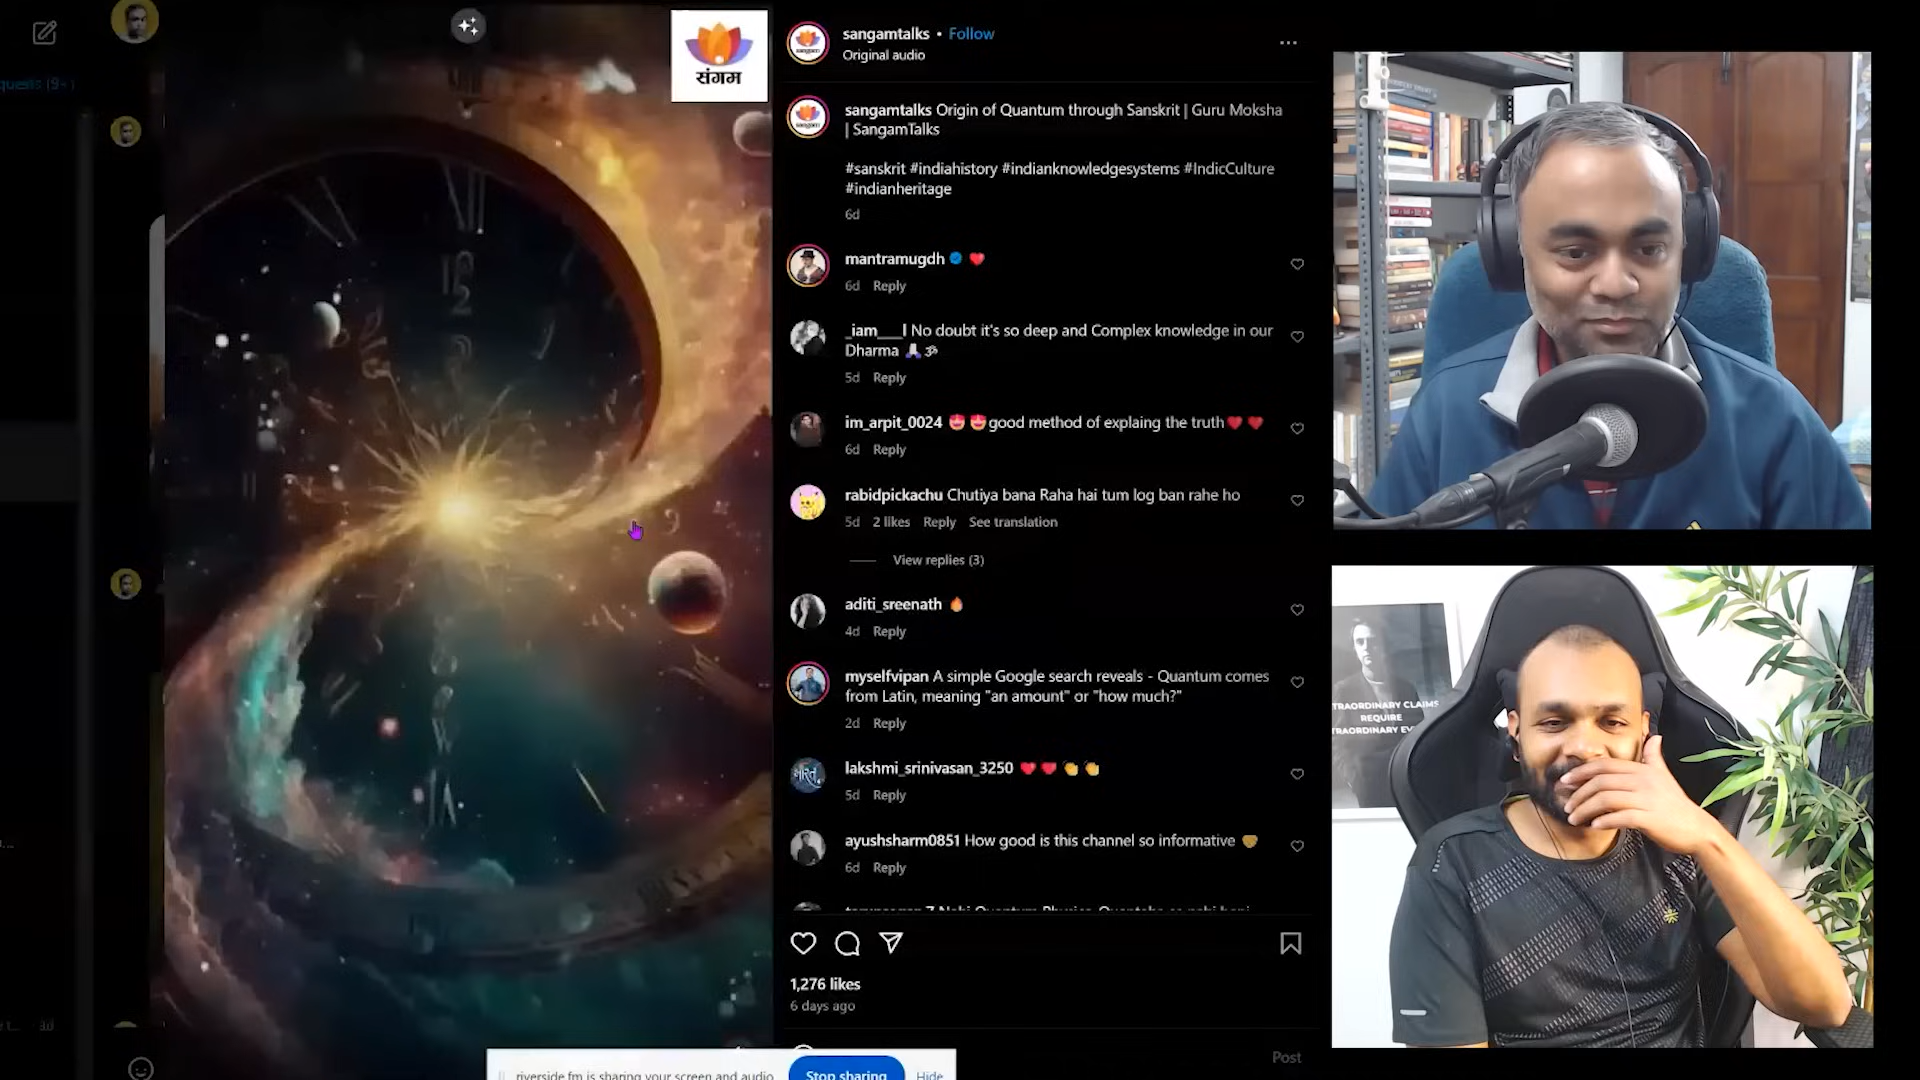 संगम
sangamtalks • Follow
Original audio
sangamtalks Origin of Quantum through Sanskrit | Guru Moksha
| SangamTalks
#sanskrit #indiahistory #indianknowledgesystems #IndicCulture
#indianheritage
6d
mantramugdh ❤️
6d Reply
_iam___I No doubt it's so deep and Complex knowledge in our
Dharma 🙏🏻🕉
5d Reply
im_arpit_0024 😍😍good method of explaing the truth❤️❤️
6d Reply
rabidpickachu Chutiya bana Raha hai tum log ban rahe ho
5d 2 likes Reply See translation
View replies (3)
aditi_sreenath 🔥
4d Reply
myselfvipan A simple Google search reveals - Quantum comes
from Latin, meaning "an amount" or "how much?"
2d Reply
lakshmi_srinivasan_3250 ❤️❤️👏👏
5d Reply
ayushsharm0851 How good is this channel so informative
6d Reply
1,276 likes
6 days ago
Post
riverside.fm is sharing your screen and audio.
Stop sharing
Hide
TRAORDINARY CLAIMS
REQUIRE